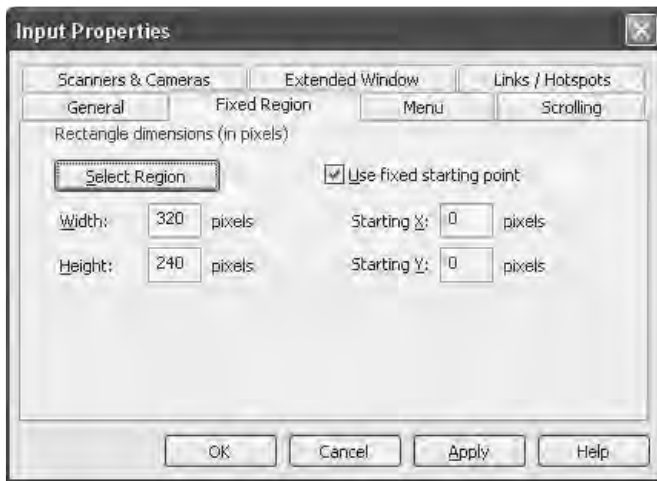 Input Properties
Scanners & Cameras Extended Window Links / Hotspots
General Fixed Region Menu Scrolling
Rectangle dimensions (in pixels)
Select Region Use fixed starting point
Width: 320 pixels Starting X: 0 pixels
Height: 240 pixels Starting Y: 0 pixels
OK Cancel Apply Help